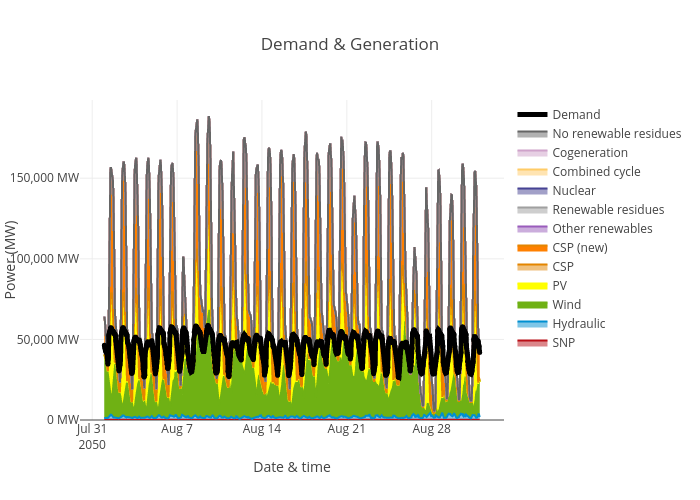 Demand & Generation
150,000 MW
100,000 MW
50,000 MW
0 MW
Power (MW)
Jul 31
2050
Aug 7
Aug 14
Aug 21
Aug 28
Date & time
Demand
No renewable residues
Cogeneration
Combined cycle
Nuclear
Renewable residues
Other renewables
CSP (new)
CSP
PV
Wind
Hydraulic
SNP